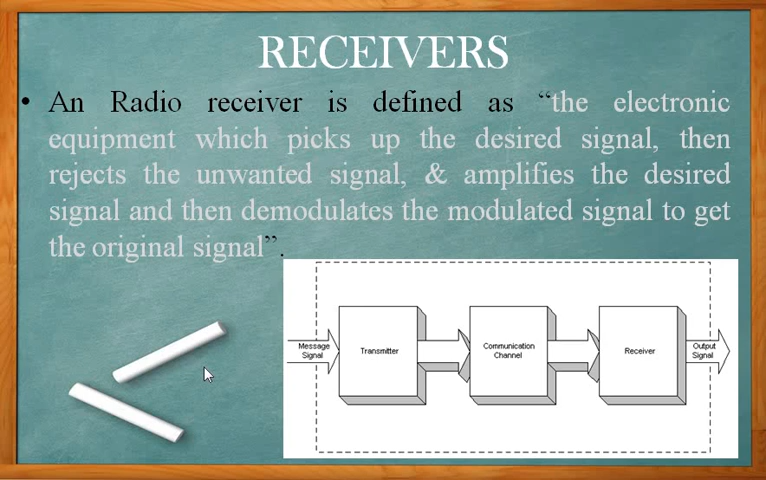 RECEIVERS
• An Radio receiver is defined as “the electronic
equipment which picks up the desired signal, then
rejects the unwanted signal, & amplifies the desired
signal and then demodulates the modulated signal to get
the original signal”.
Message
Signal
Transmitter
Communication
Channel
Receiver
Output
Signal